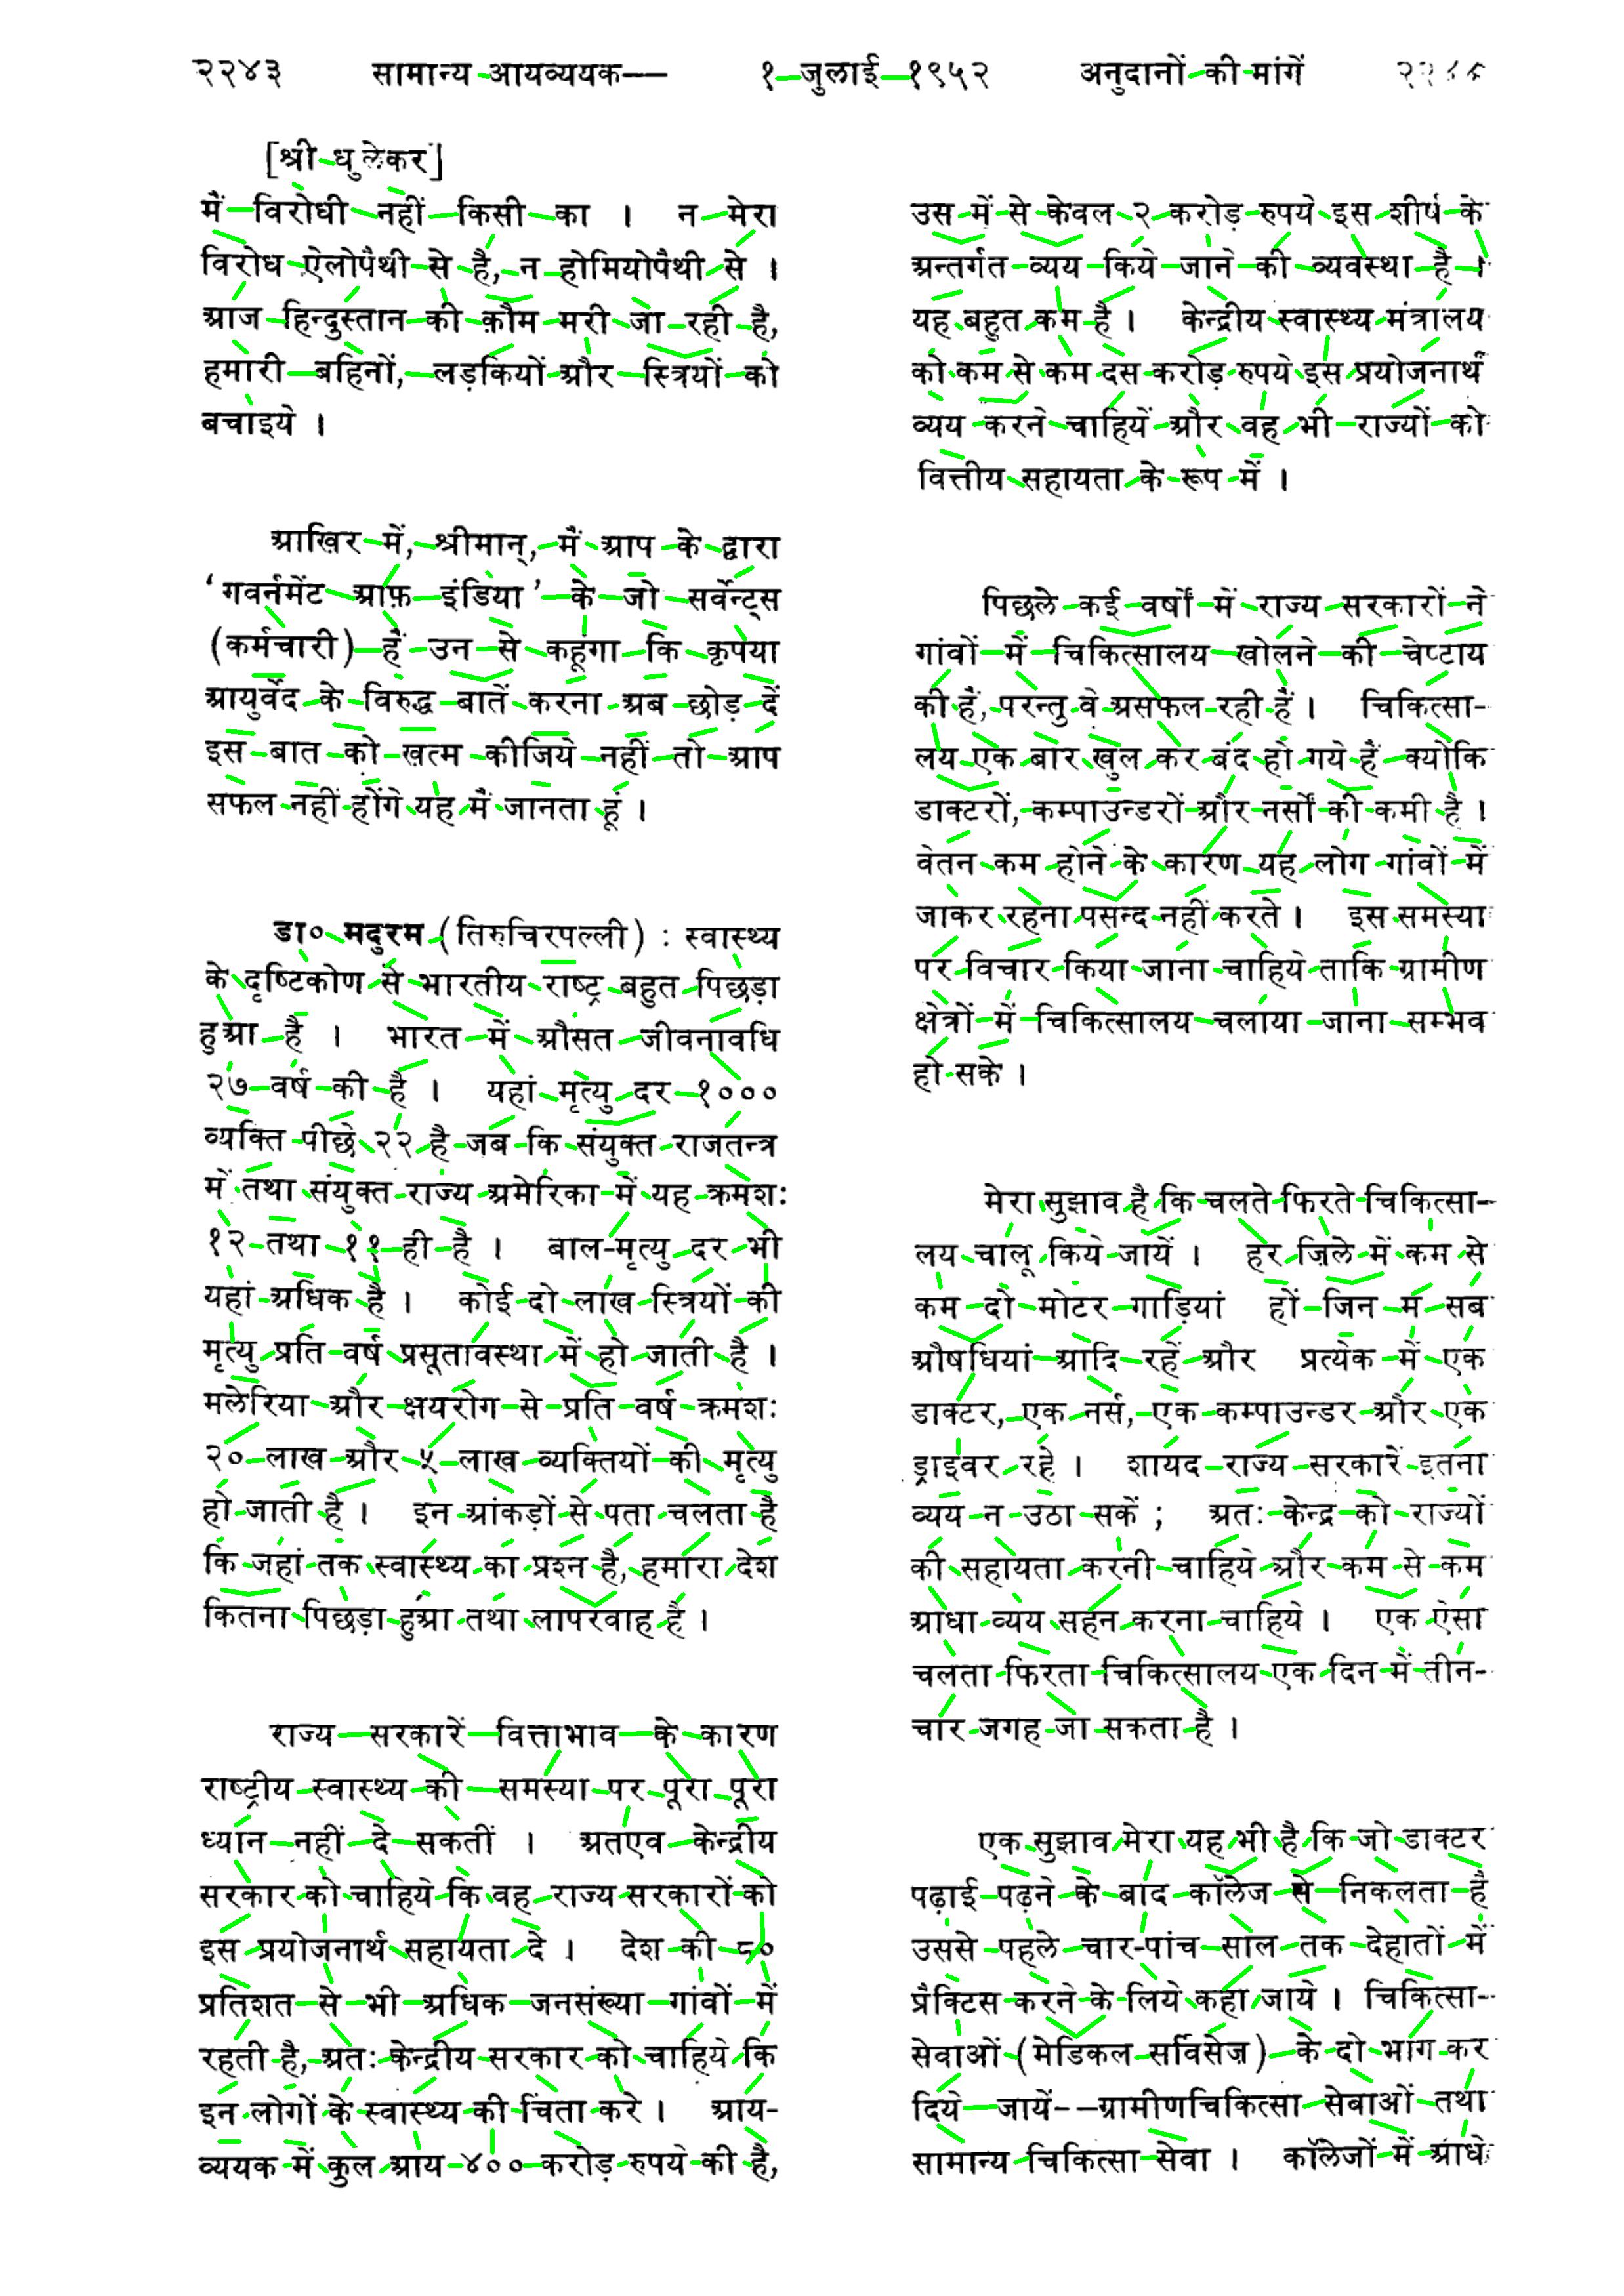 २२४३ सामान्य आयव्ययक—— १ जुलाई १९५२ अनुदानों की मांगें
[श्री धुलेकर]
मैं विरोधी नहीं किसी का । न मेरा
विरोध ऐलोपैथी से है, न होमियोपैथी से ।
आज हिन्दुस्तान की क़ौम मरी जा रही है,
हमारी बहिनों, लड़कियों और स्त्रियों को
बचाइये ।
आखिर में, श्रीमान्, मैं आप के द्वारा
‘गवर्नमेंट आफ़ इंडिया’ के जो सर्वेन्ट्स
(कर्मचारी) हैं उन से कहूंगा कि कृपया
आयुर्वेद के विरुद्ध बातें करना अब छोड़ दें
इस बात को खत्म कीजिये नहीं तो आप
सफल नहीं होंगे यह मैं जानता हूं ।
डा० मदुरम (तिरुचिरपल्ली) : स्वास्थ्य
के दृष्टिकोण से भारतीय राष्ट्र बहुत पिछड़ा
हुआ है । भारत में औसत जीवनावधि
२७ वर्ष की है । यहां मृत्यु दर १०००
व्यक्ति पीछे २२ है जब कि संयुक्त राजतन्त्र
में तथा संयुक्त राज्य अमेरिका में यह क्रमशः
१२ तथा ११ ही है । बाल-मृत्यु दर भी
यहां अधिक है । कोई दो लाख स्त्रियों की
मृत्यु प्रति वर्ष प्रसूतावस्था में हो जाती है ।
मलेरिया और क्षयरोग से प्रति वर्ष क्रमशः
२० लाख और ५ लाख व्यक्तियों की मृत्यु
हो जाती है । इन आंकड़ों से पता चलता है
कि जहां तक स्वास्थ्य का प्रश्न है, हमारा देश
कितना पिछड़ा हुआ तथा लापरवाह है ।
राज्य सरकारें वित्ताभाव के कारण
राष्ट्रीय स्वास्थ्य की समस्या पर पूरा पूरा
ध्यान नहीं दे सकतीं । अतएव केन्द्रीय
सरकार को चाहिये कि वह राज्य सरकारों को
इस प्रयोजनार्थ सहायता दे । देश की ८०
प्रतिशत से भी अधिक जनसंख्या गांवों में
रहती है, अतः केन्द्रीय सरकार को चाहिये कि
इन लोगों के स्वास्थ्य की चिंता करे । आय-
व्ययक में कुल आय ४०० करोड़ रुपये की है,
उस में से केवल २ करोड़ रुपये इस शीर्ष के
अन्तर्गत व्यय किये जाने की व्यवस्था है ।
यह बहुत कम है । केन्द्रीय स्वास्थ्य मंत्रालय
को कम से कम दस करोड़ रुपये इस प्रयोजनार्थ
व्यय करने चाहियें और वह भी राज्यों को
वित्तीय सहायता के रूप में ।
पिछले कई वर्षों में राज्य सरकारों ने
गांवों में चिकित्सालय खोलने की चेष्टाय
की हैं, परन्तु वे असफल रही हैं । चिकित्सा-
लय एक बार खुल कर बंद हो गये हैं क्योंकि
डाक्टरों, कम्पाउन्डरों और नर्सों की कमी है ।
वेतन कम होने के कारण यह लोग गांवों में
जाकर रहना पसन्द नहीं करते । इस समस्या
पर विचार किया जाना चाहिये ताकि ग्रामीण
क्षेत्रों में चिकित्सालय चलाया जाना सम्भव
हो सके ।
मेरा सुझाव है कि चलते फिरते चिकित्सा-
लय चालू किये जायें । हर ज़िले में कम से
कम दो मोटर गाड़ियां हों जिन में सब
औषधियां आदि रहें और प्रत्येक में एक
डाक्टर, एक नर्स, एक कम्पाउन्डर और एक
ड्राइवर रहे । शायद राज्य सरकारें इतना
व्यय न उठा सकें ; अतः केन्द्र को राज्यों
की सहायता करनी चाहिये और कम से कम
आधा व्यय सहन करना चाहिये । एक ऐसा
चलता फिरता चिकित्सालय एक दिन में तीन-
चार जगह जा सकता है ।
एक सुझाव मेरा यह भी है कि जो डाक्टर
पढ़ाई पढ़ने के बाद कॉलेज से निकलता है
उससे पहले चार-पांच साल तक देहातों में
प्रैक्टिस करने के लिये कहा जाये । चिकित्सा-
सेवाओं (मेडिकल सर्विसेज़) के दो भाग कर
दिये जायें--ग्रामीणचिकित्सा सेवाओं तथा
सामान्य चिकित्सा सेवा । कॉलेजों में आधे